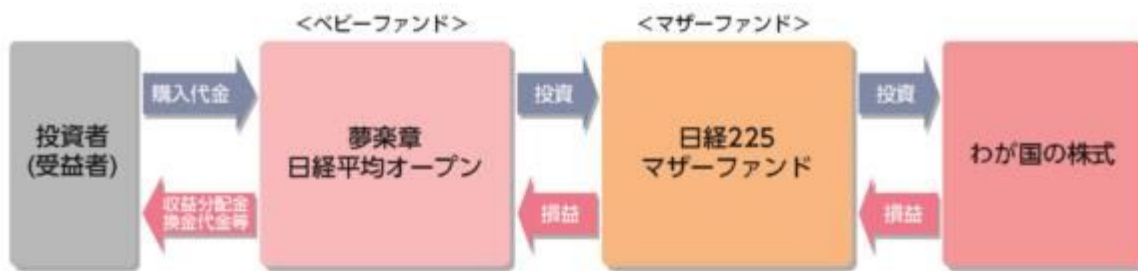 ＜ベビーファンド＞
＜マザーファンド＞
投資者
(受益者)
購入代金
収益分配金
換金代金等
夢楽章
日経平均オープン
投資
損益
日経225
マザーファンド
投資
損益
わが国の株式